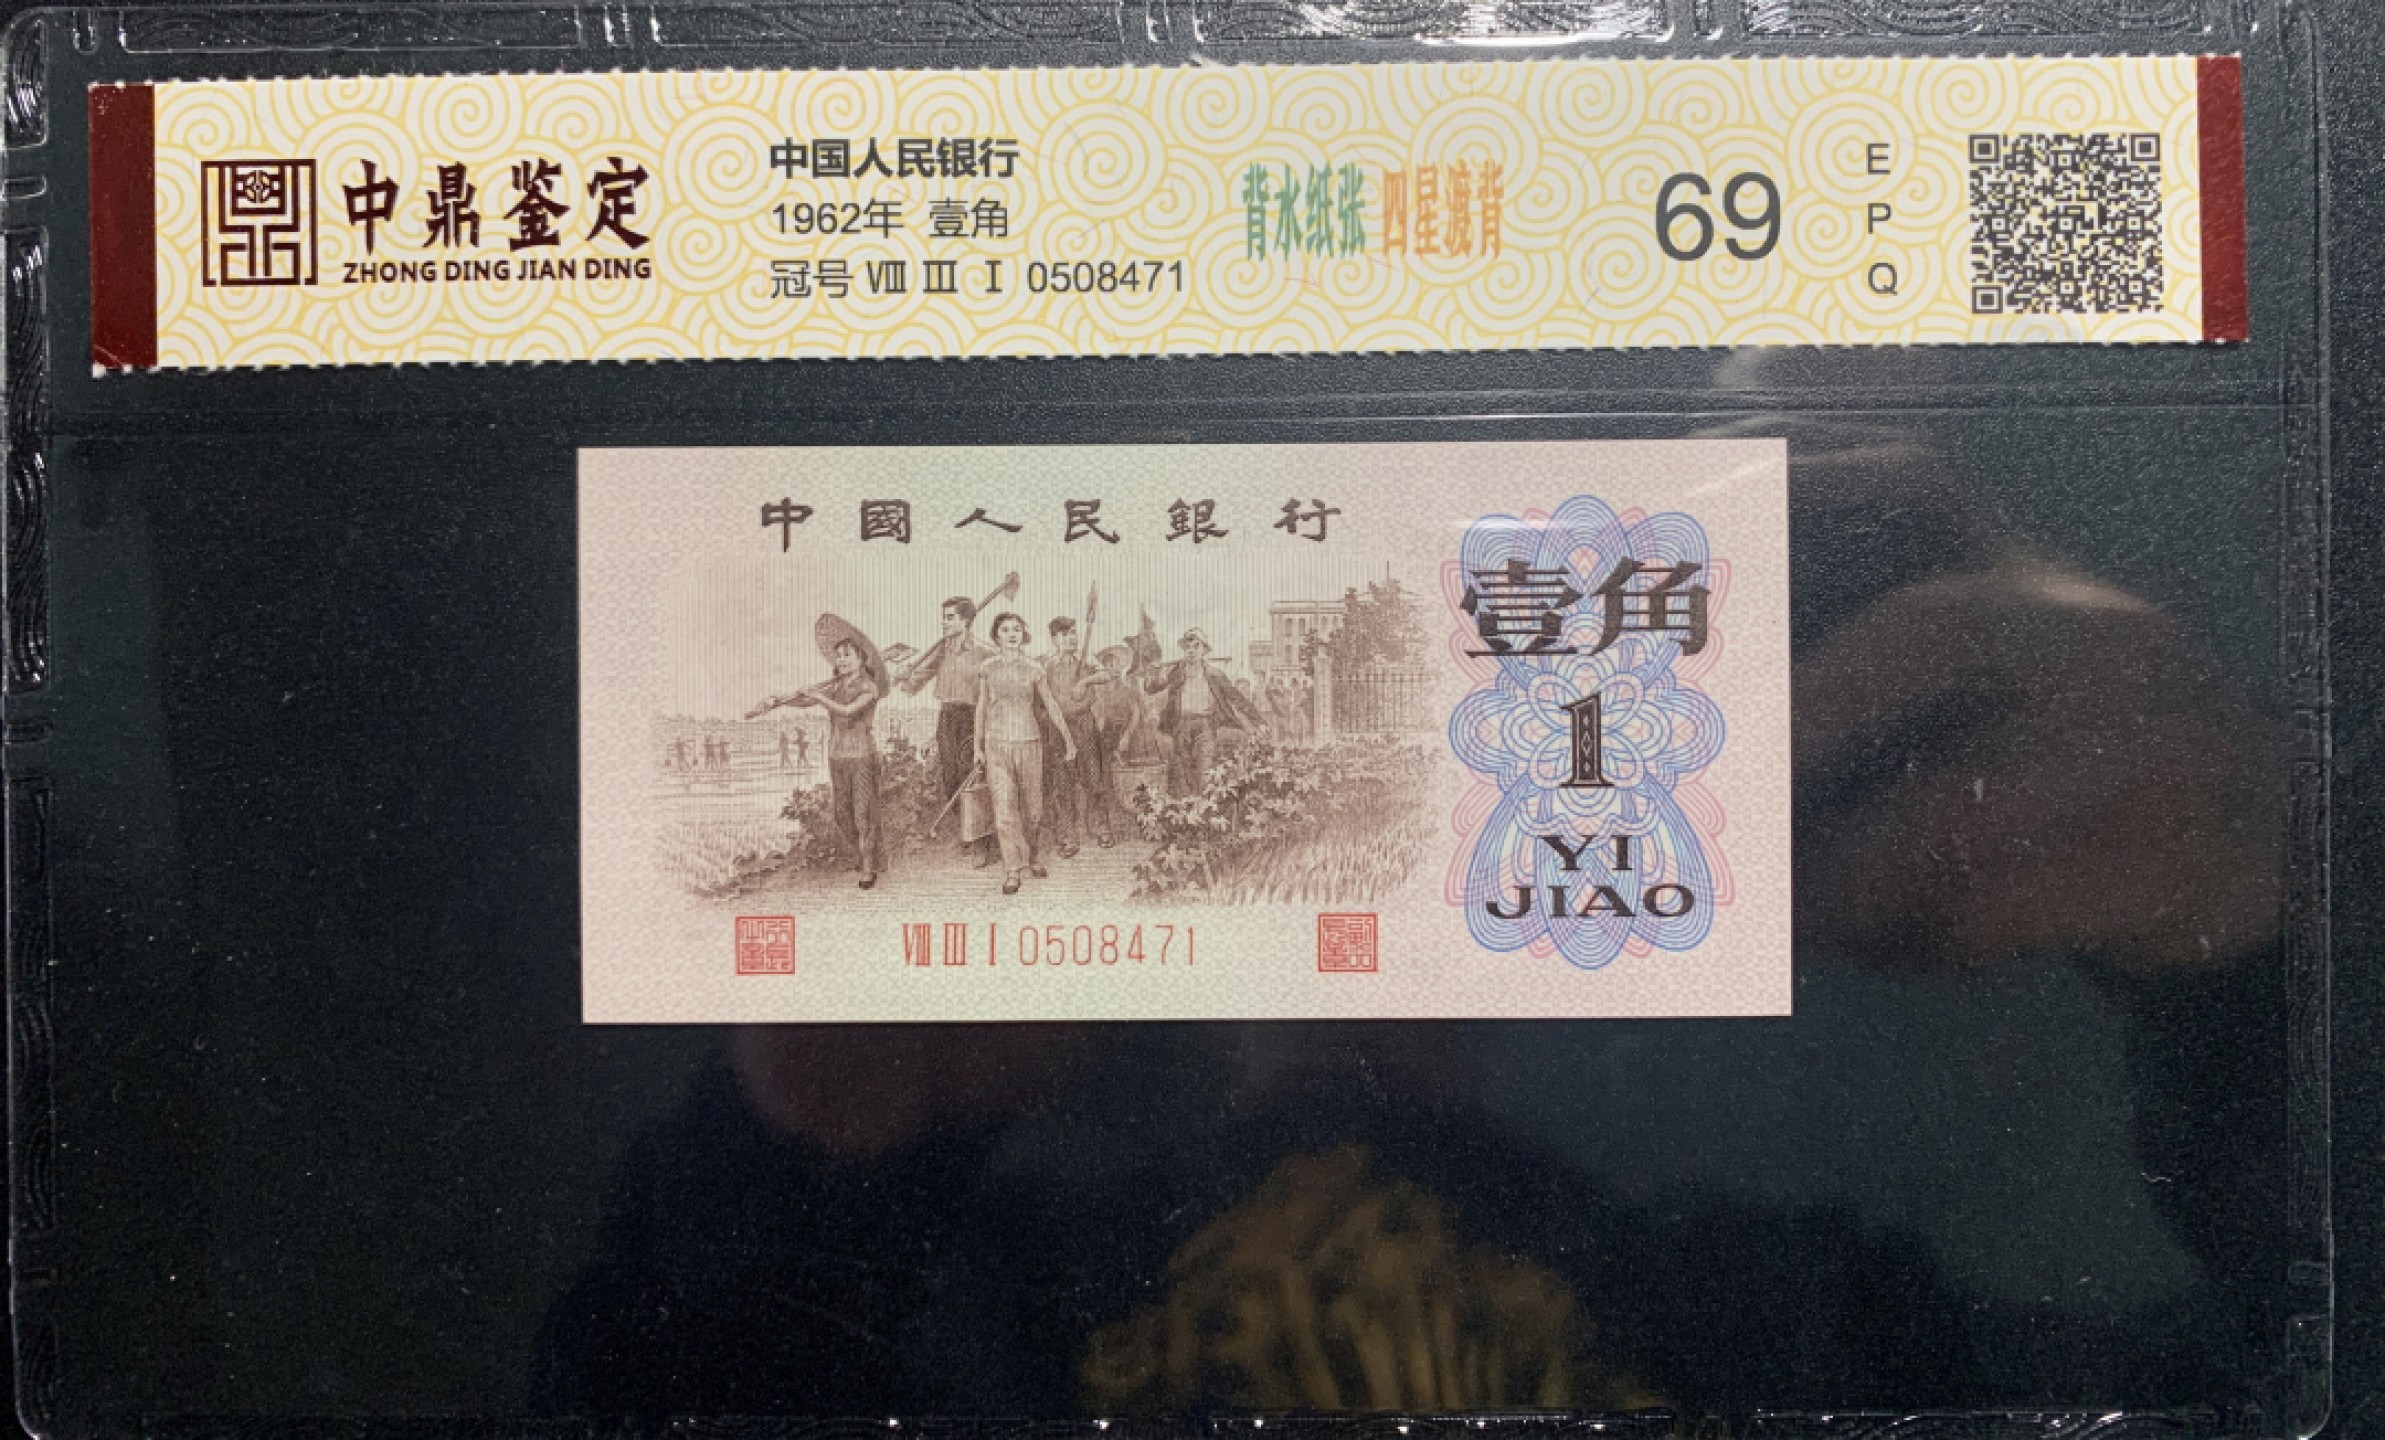 中鼎鉴定
ZHONG DING JIAN DING
中国人民银行
1962年 壹角
冠号 Ⅷ Ⅲ Ⅰ 0508471
背水纸张 四星渡背
69
E
P
Q
中國人民銀行
壹角
1
YI
JIAO
Ⅷ Ⅲ Ⅰ 0508471